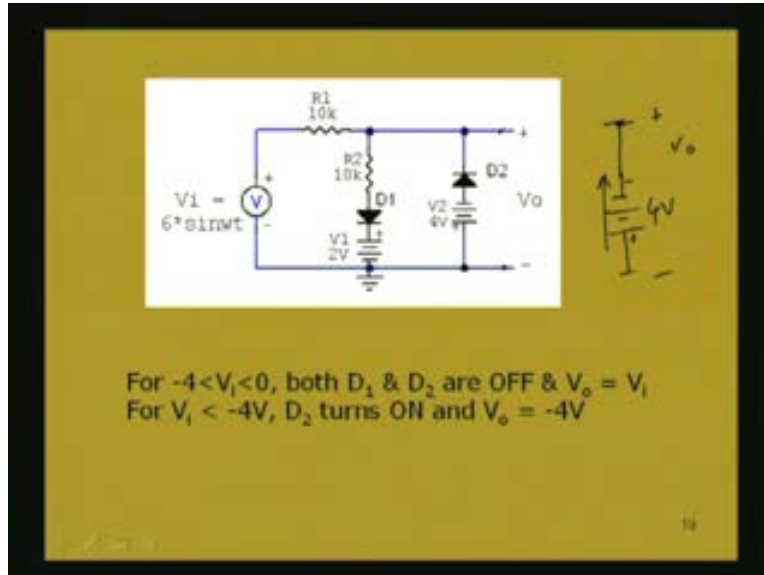 R1
10k
R2
10k
D1
D2
Vi =
6*sinwt
V
+
-
V1
2V
+
V2
4V
+
+
Vo
-
+
Vo
4V
+
-
For -4<Vi<0, both D1 & D2 are OFF & Vo = Vi
For Vi < -4V, D2 turns ON and Vo = -4V